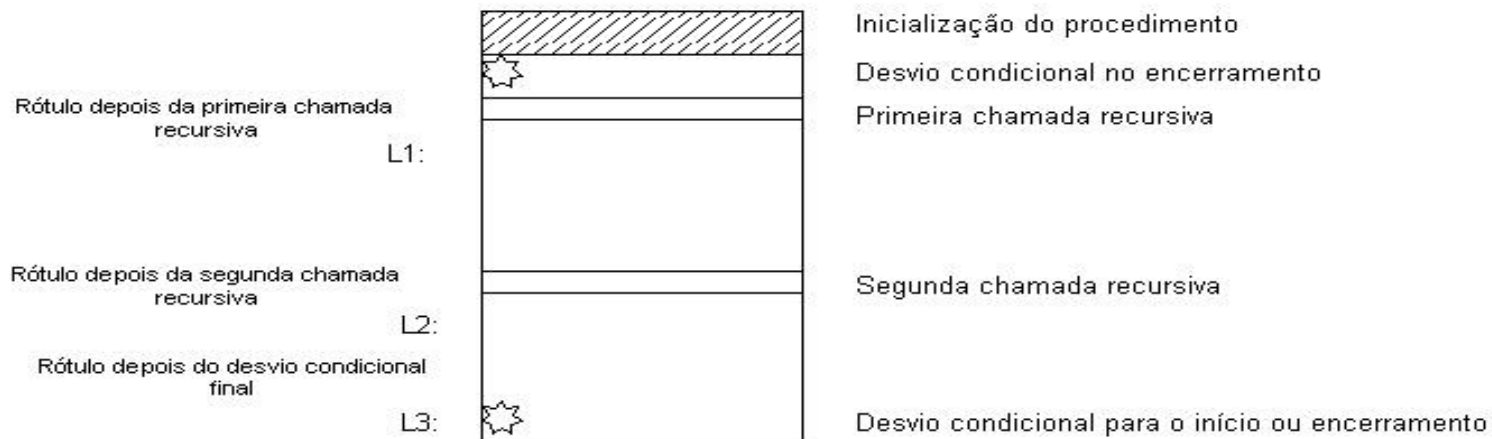 Inicialização do procedimento
Desvio condicional no encerramento
Rótulo depois da primeira chamada
recursiva
Primeira chamada recursiva
L1:
Rótulo depois da segunda chamada
recursiva
Segunda chamada recursiva
L2:
Rótulo depois do desvio condicional
final
L3:
Desvio condicional para o início ou encerramento